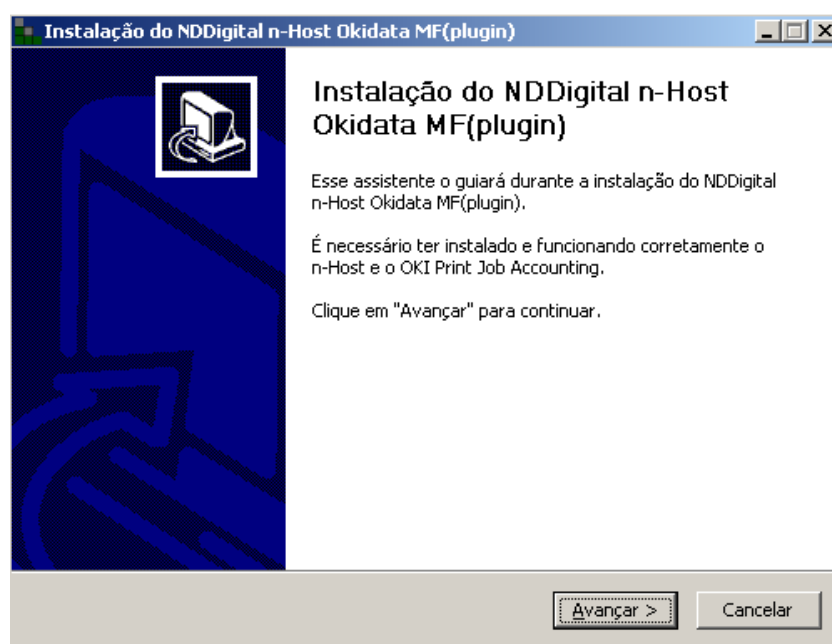 Instalação do NDDigital n-Host Okidata MF(plugin)
Instalação do NDDigital n-Host
Okidata MF(plugin)
Esse assistente o guiará durante a instalação do NDDigital
n-Host Okidata MF(plugin).
É necessário ter instalado e funcionando corretamente o
n-Host e o OKI Print Job Accounting.
Clique em "Avançar" para continuar.
Avançar >
Cancelar